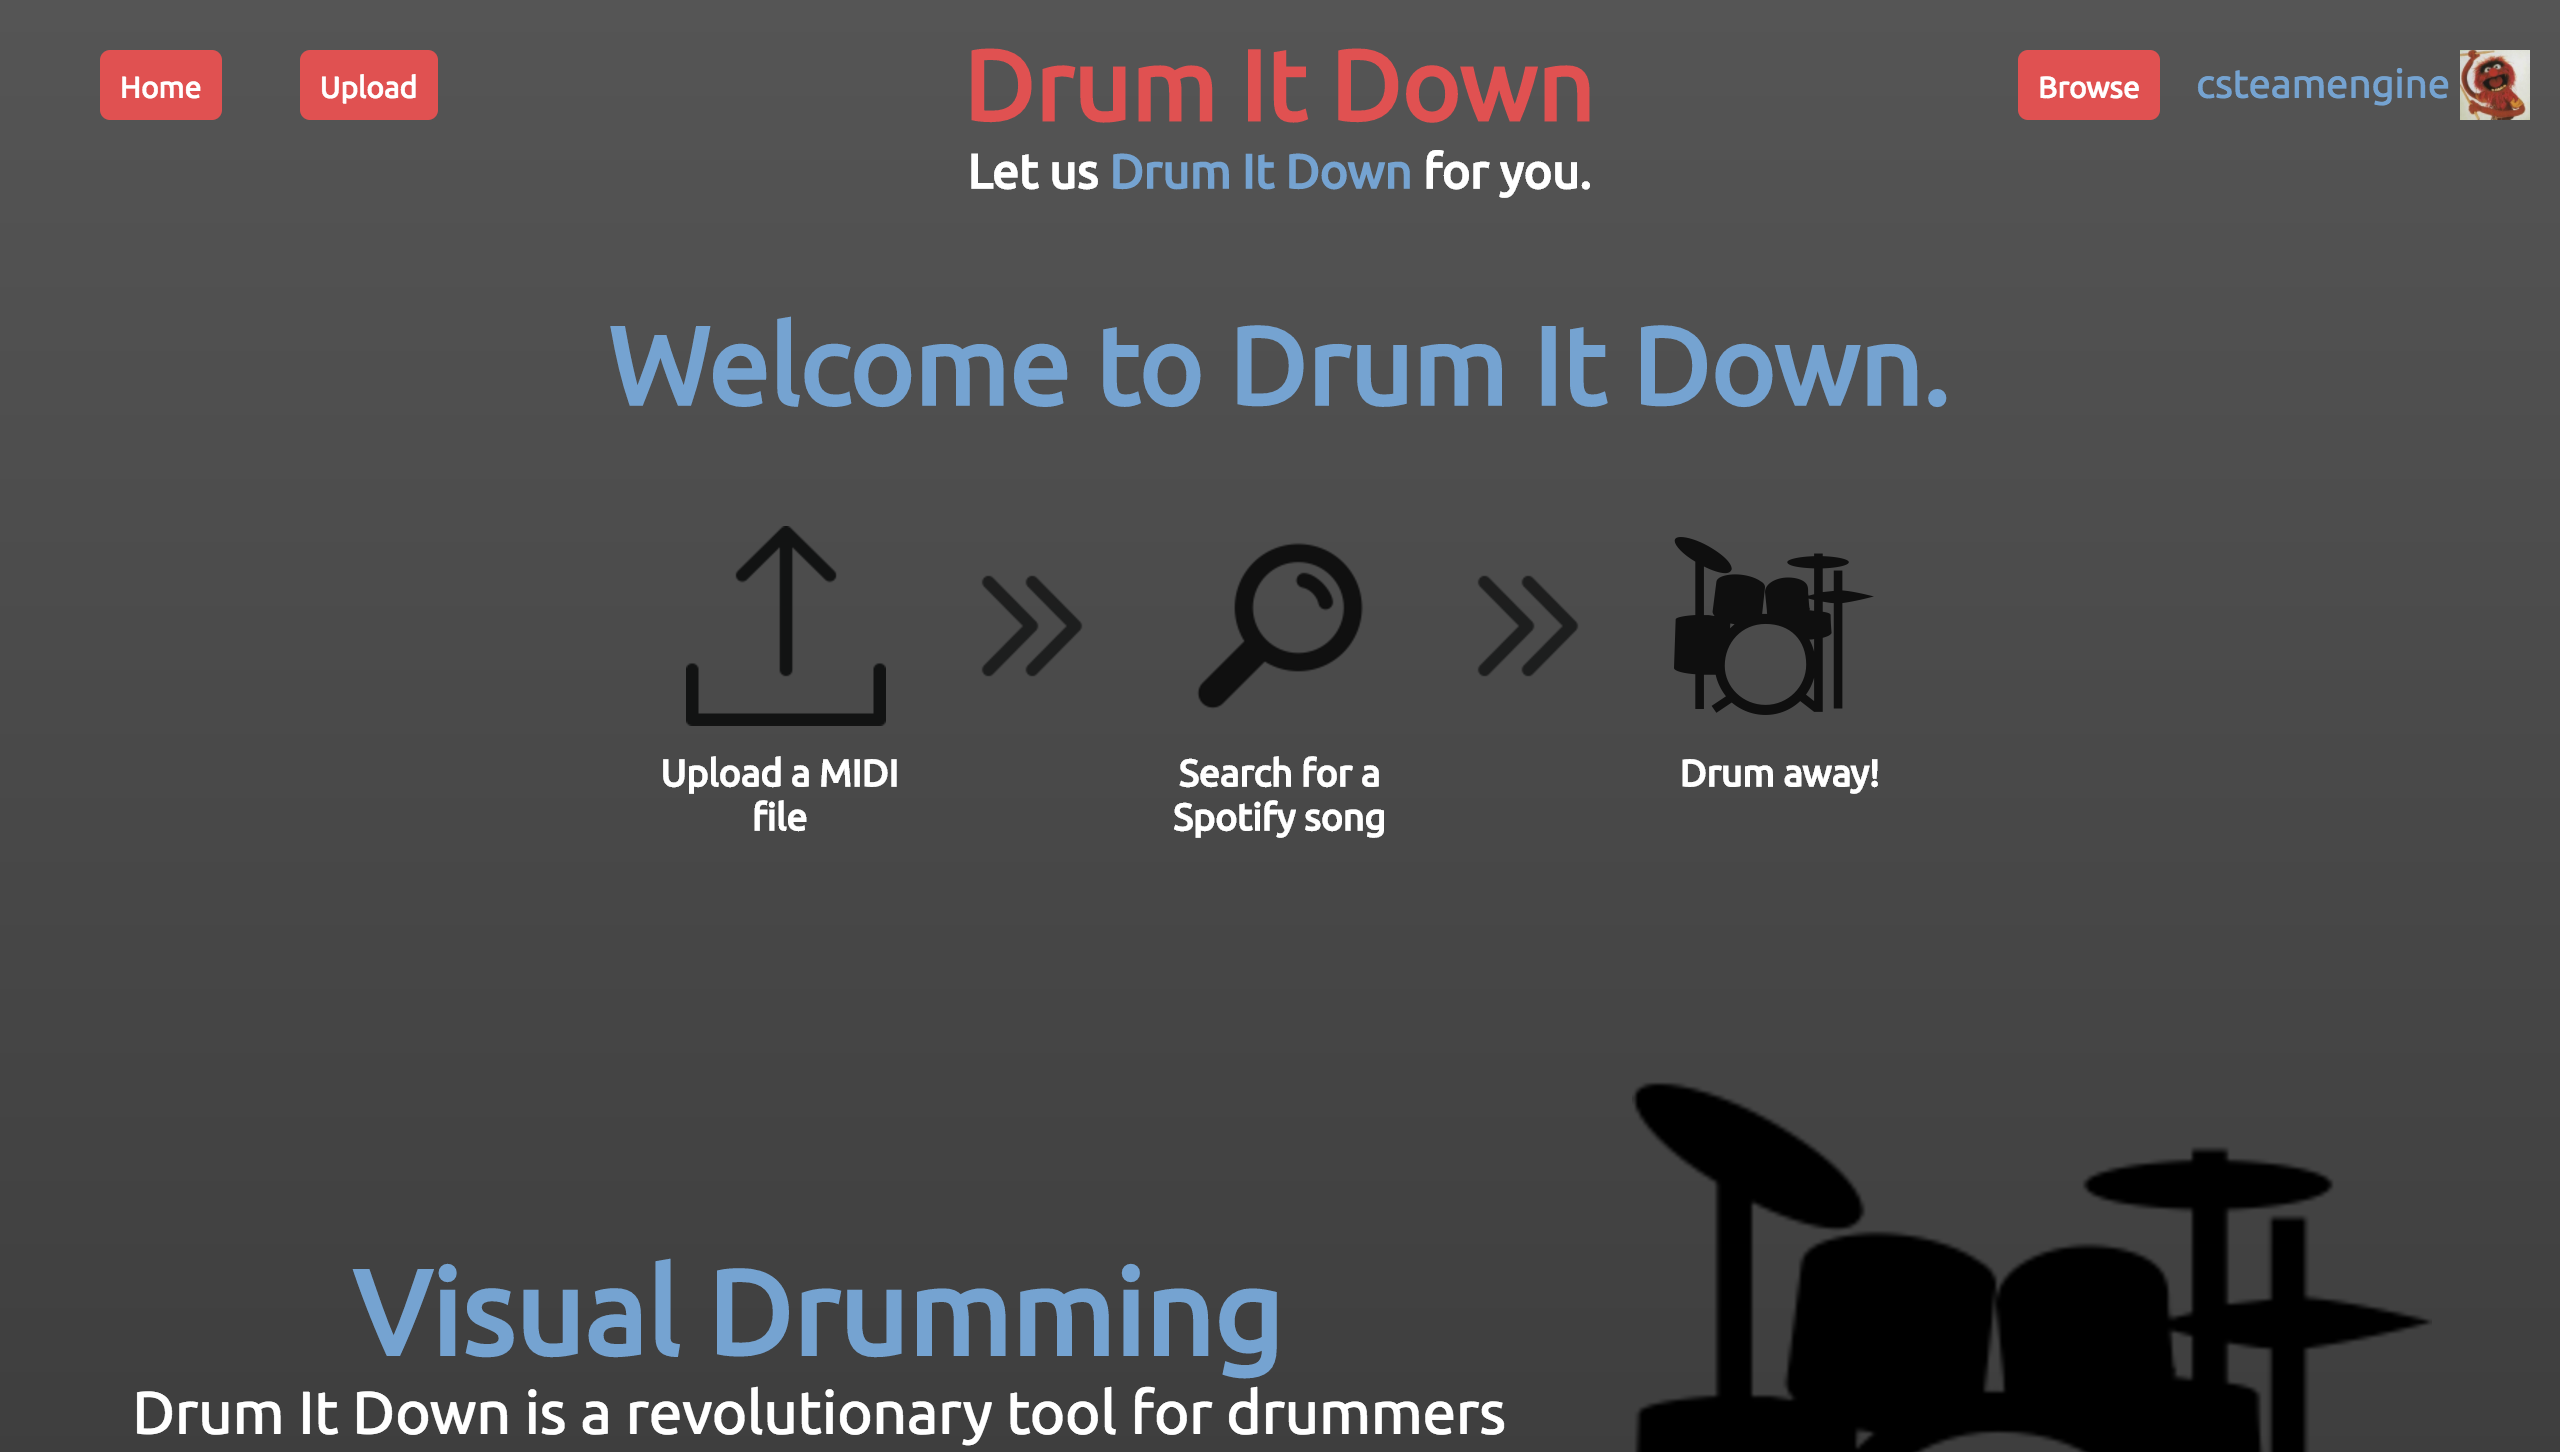 Home
Upload
Drum It Down
Let us Drum It Down for you.
Browse
csteamengine
Welcome to Drum It Down.
Upload a MIDI
file
Search for a
Spotify song
Drum away!
Visual Drumming
Drum It Down is a revolutionary tool for drummers